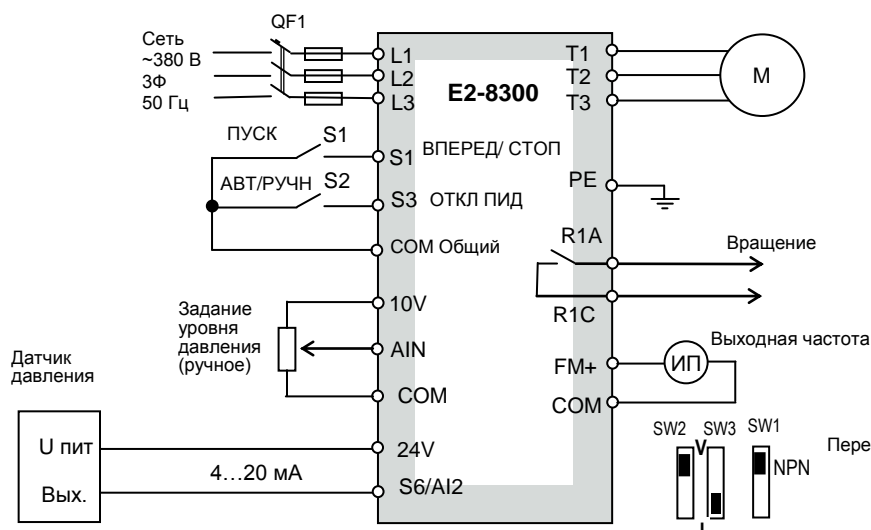 QF1
Сеть
~380 В
3Ф
50 Гц
L1
L2
L3
E2-8300
T1
T2
T3
М
ПУСК
S1
S1
ВПЕРЕД/ СТОП
АВТ/РУЧН
S2
S3
ОТКЛ ПИД
COM Общий
PE
R1A
Вращение
R1C
Задание
уровня
давления
(ручное)
10V
AIN
COM
Выходная частота
FM+
ИП
COM
Датчик
давления
U пит
24V
4…20 мА
Вых.
S6/AI2
SW2
SW3
SW1
V
NPN
Пере